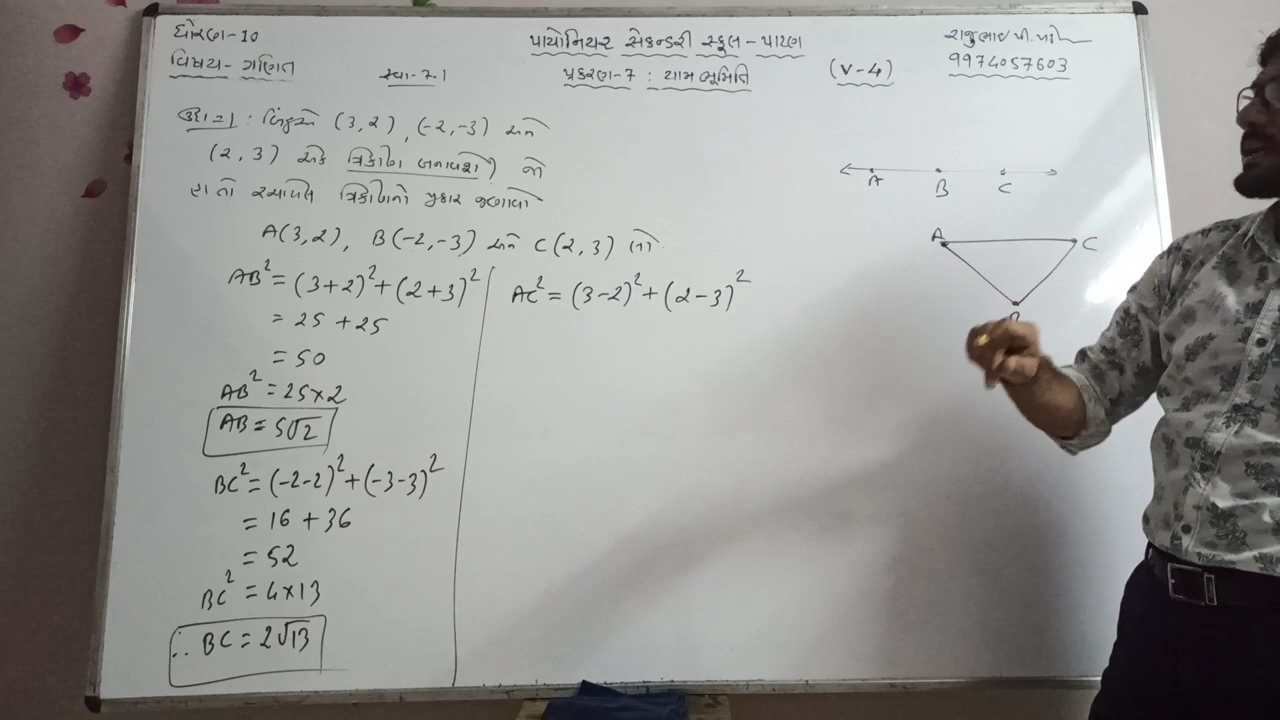 ધોરણ-10
વિષય- ગણિત
સ્વા-7.1
પાયોનિયર સેકન્ડરી સ્કૂલ - પાટણ
પ્રકરણ-7 : યામ ભૂમિતિ
(V-4)
રાજુભાઇ પી.
9974057603
(3,2), (-2,-3) અને
(2,3) એક ત્રિકોણ બનાવશે? જો
હા તો ત્રિકોણનો પ્રકાર જણાવો
A(3,2), B(-2,-3) અને C(2,3) તો.
AB² = (3+2)²+(2+3)²
= 25 + 25
= 50
AB² = 25×2
AB = 5√2
BC² = (-2-2)²+(-3-3)²
= 16 + 36
= 52
BC² = 4×13
∴ BC = 2√13
AC² = (3-2)²+(2-3)²
A B C
A C